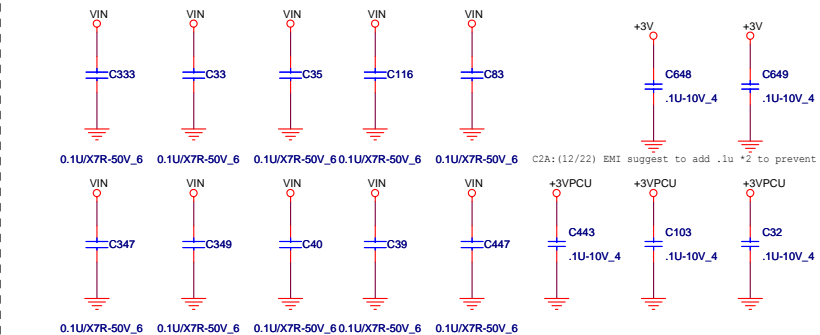 VIN VIN VIN VIN VIN +3V +3V
C333 C33 C35 C116 C83 C648 C649
.1U-10V_4 .1U-10V_4
0.1U/X7R-50V_6 0.1U/X7R-50V_6 0.1U/X7R-50V_6 0.1U/X7R-50V_6 0.1U/X7R-50V_6 C2A:(12/22) EMI suggest to add .1u *2 to prevent
VIN VIN VIN VIN VIN +3VPCU +3VPCU +3VPCU
C443 C103 C32
C347 C349 C40 C39 C447
.1U-10V_4 .1U-10V_4 .1U-10V_4
0.1U/X7R-50V_6 0.1U/X7R-50V_6 0.1U/X7R-50V_6 0.1U/X7R-50V_6 0.1U/X7R-50V_6